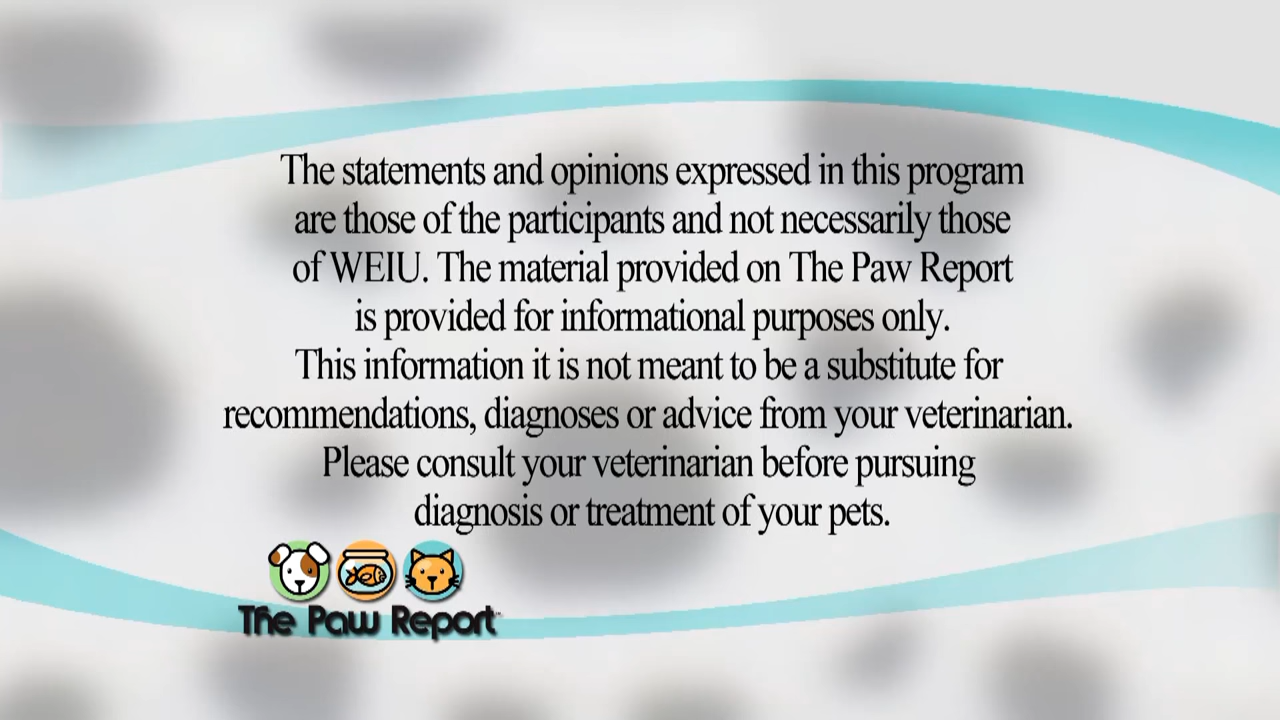 The statements and opinions expressed in this program
are those of the participants and not necessarily those
of WEIU. The material provided on The Paw Report
is provided for informational purposes only.
This information it is not meant to be a substitute for
recommendations, diagnoses or advice from your veterinarian.
Please consult your veterinarian before pursuing
diagnosis or treatment of your pets.
The Paw Report